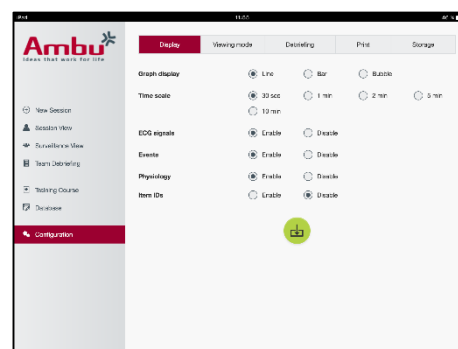 iPad 11:55
Ambu
Ideas that work for life
Display Viewing mode Debriefing Print Storage
Graph display Line Bar Bubble
Time scale 30 sec 1 min 2 min 5 min
10 min
New Session
Session View
ECG signals Enable Disable
Surveillance View
Events Enable Disable
Team Debriefing
Physiology Enable Disable
Training Course
Item IDs Enable Disable
Database
Configuration